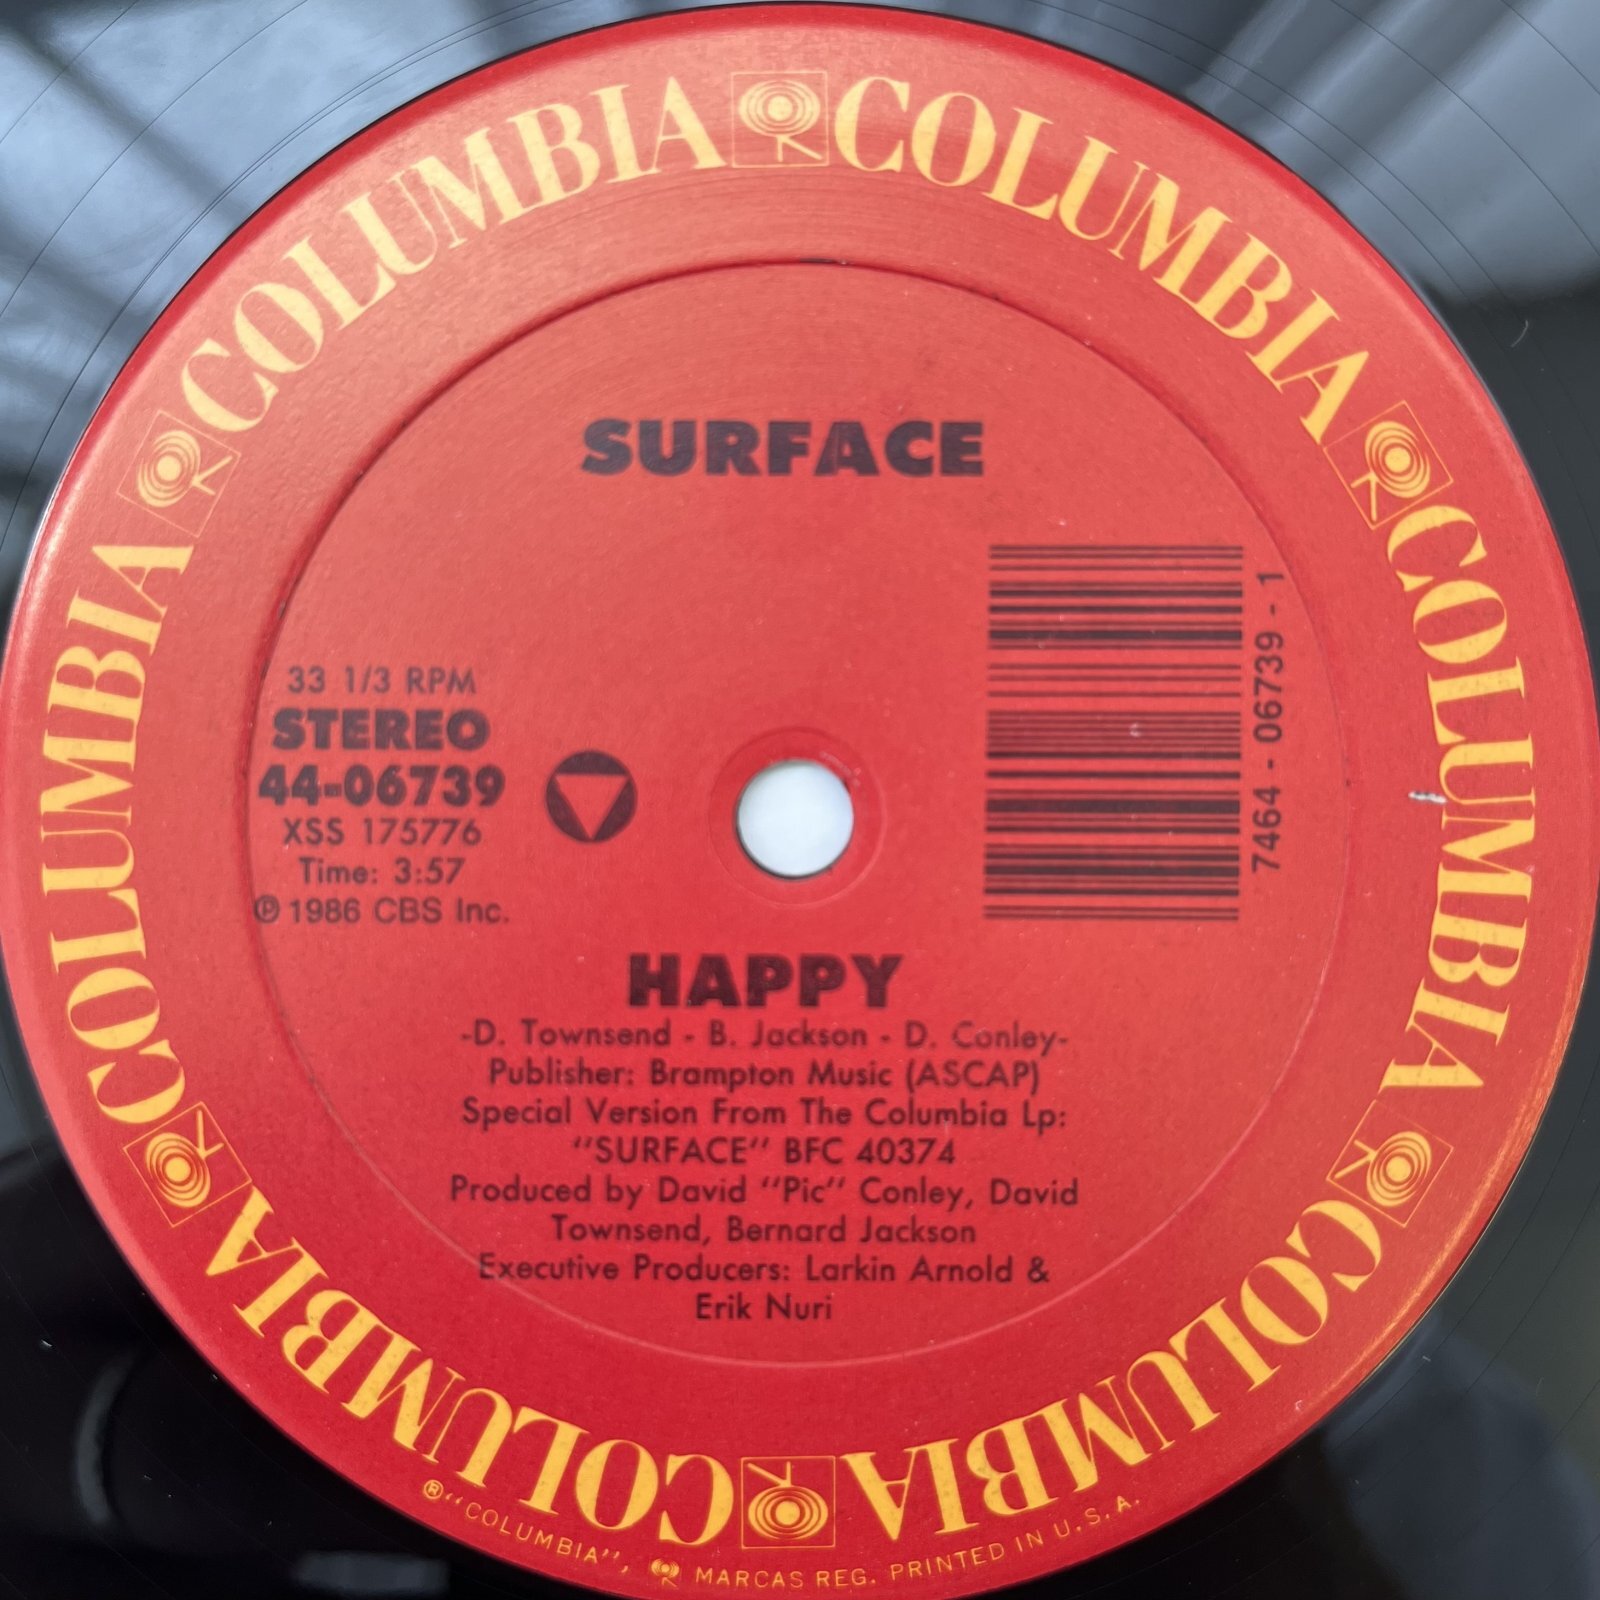 COLUMBIA COLUMBIA COLUMBIA COLUMBIA COLUMBIA COLUMBIA
SURFACE
33 1/3 RPM
STEREO
44-06739
XSS 175776
Time: 3:57
℗ 1986 CBS Inc.
7464 - 06739 - 1
HAPPY
-D. Townsend - B. Jackson - D. Conley-
Publisher: Brampton Music (ASCAP)
Special Version From The Columbia Lp:
"SURFACE" BFC 40374
Produced by David "Pic" Conley, David
Townsend, Bernard Jackson
Executive Producers: Larkin Arnold &
Erik Nuri
® "COLUMBIA", MARCAS REG. PRINTED IN U.S.A.